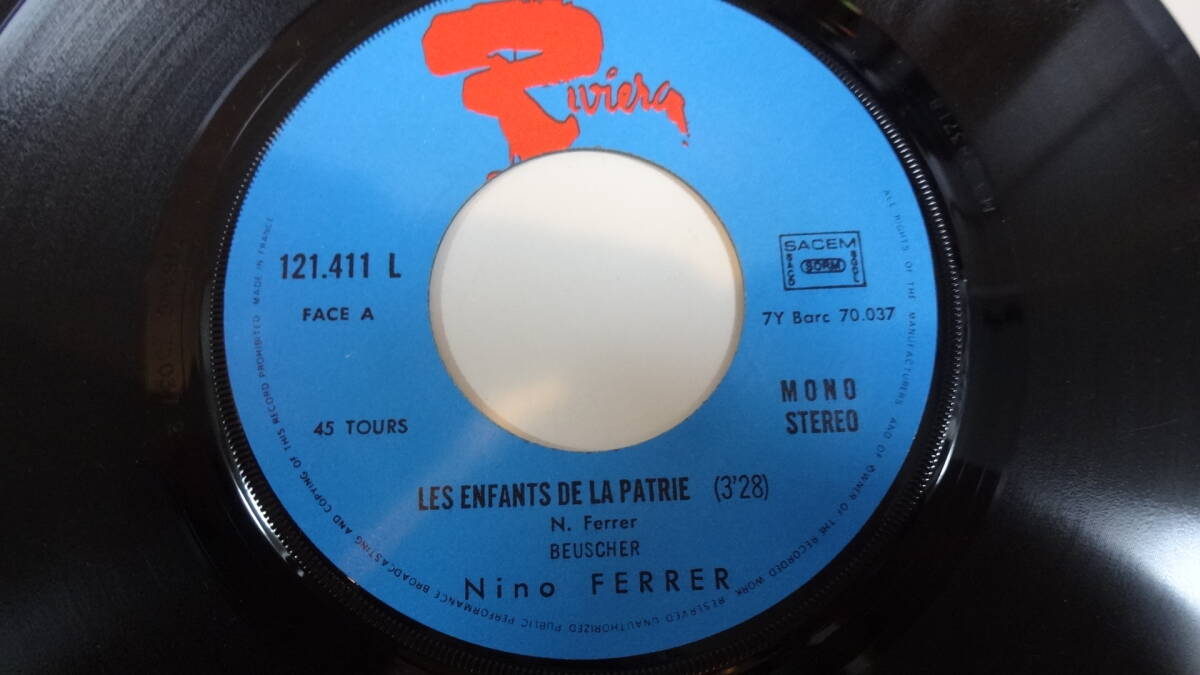 Riviera
121.411 L
FACE A
45 TOURS
SACEM
SACD
SDRM
SGDL
7Y Barc 70.037
MONO
STEREO
LES ENFANTS DE LA PATRIE (3'28)
N. Ferrer
BEUSCHER
Nino FERRER
ALL RIGHTS OF THE MANUFACTURERS AND OF OWNER OF THE RECORDED WORK RESERVED UNAUTHORIZED PUBLIC PERFORMANCE BROADCASTING AND COPYING OF THIS RECORD PROHIBITED MADE IN FRANCE